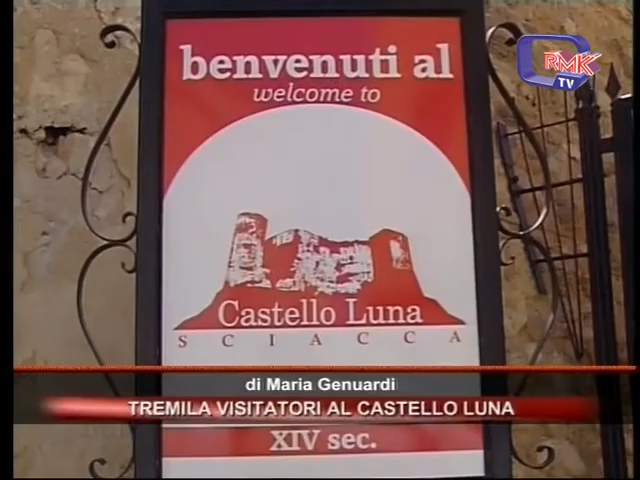 benvenuti al
welcome to
RMK
TV
Castello Luna
SCIACCA
di Maria Genuardi
TREMILA VISITATORI AL CASTELLO LUNA
XIV sec.